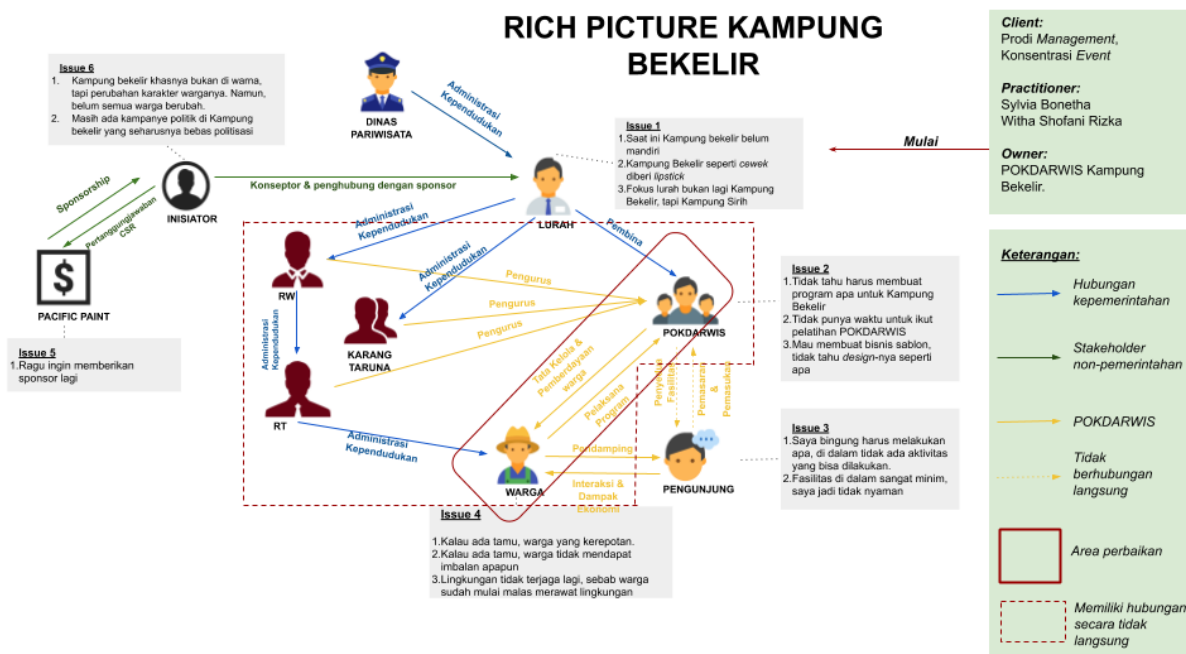 RICH PICTURE KAMPUNG
BEKELIR
Client:
Prodi Management,
Konsentrasi Event
Practitioner:
Sylvia Bonetha
Witha Shofani Rizka
Owner:
POKDARWIS Kampung
Bekelir.
Mulai
Issue 6
1. Kampung bekelir khasnya bukan di warna,
tapi perubahan karakter warganya. Namun,
belum semua warga berubah.
2. Masih ada kampanye politik di Kampung
bekelir yang seharusnya bebas politisasi
DINAS
PARIWISATA
Administrasi
Kependudukan
Issue 1
1.Saat ini Kampung bekelir belum
mandiri
2.Kampung Bekelir seperti cewek
diberi lipstick
3.Fokus lurah bukan lagi Kampung
Bekelir, tapi Kampung Sirih
INISIATOR
Konseptor & penghubung dengan sponsor
LURAH
Sponsorship
Pertanggungjawaban
CSR
PACIFIC PAINT
Issue 5
1.Ragu ingin memberikan
sponsor lagi
Administrasi
Kependudukan
Administrasi
Kependudukan
Pembina
RW
Pengurus
Pengurus
Pengurus
KARANG
TARUNA
POKDARWIS
Administrasi
Kependudukan
RT
Issue 2
1.Tidak tahu harus membuat
program apa untuk Kampung
Bekelir
2.Tidak punya waktu untuk ikut
pelatihan POKDARWIS
3.Mau membuat bisnis sablon,
tidak tahu design-nya seperti
apa
Tata Kelola &
Pemberdayaan
warga
Pelaksana
Program
Fasilitas
Pemasaran
&
Pemasukan
Administrasi
Kependudukan
WARGA
Pendamping
Interaksi &
Dampak
Ekonomi
PENGUNJUNG
Issue 3
1.Saya bingung harus melakukan
apa, di dalam tidak ada aktivitas
yang bisa dilakukan.
2.Fasilitas di dalam sangat minim,
saya jadi tidak nyaman
Issue 4
1.Kalau ada tamu, warga yang kerepotan.
2.Kalau ada tamu, warga tidak mendapat
imbalan apapun
3.Lingkungan tidak terjaga lagi, sebab warga
sudah mulai malas merawat lingkungan
Keterangan:
Hubungan
kepemerintahan
Stakeholder
non-pemerintahan
POKDARWIS
Tidak
berhubungan
langsung
Area perbaikan
Memiliki hubungan
secara tidak
langsung